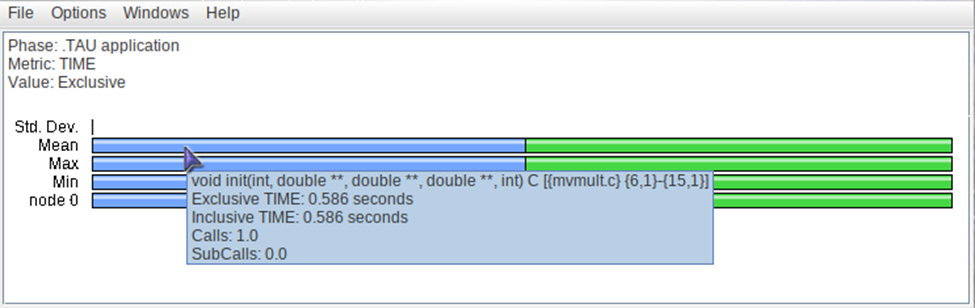 File Options Windows Help
Phase: .TAU application
Metric: TIME
Value: Exclusive
Std. Dev.
Mean
Max
Min
node 0
void init(int, double **, double **, double **, int) C [{mvmult.c} {6,1}-{15,1}]
Exclusive TIME: 0.586 seconds
Inclusive TIME: 0.586 seconds
Calls: 1.0
SubCalls: 0.0